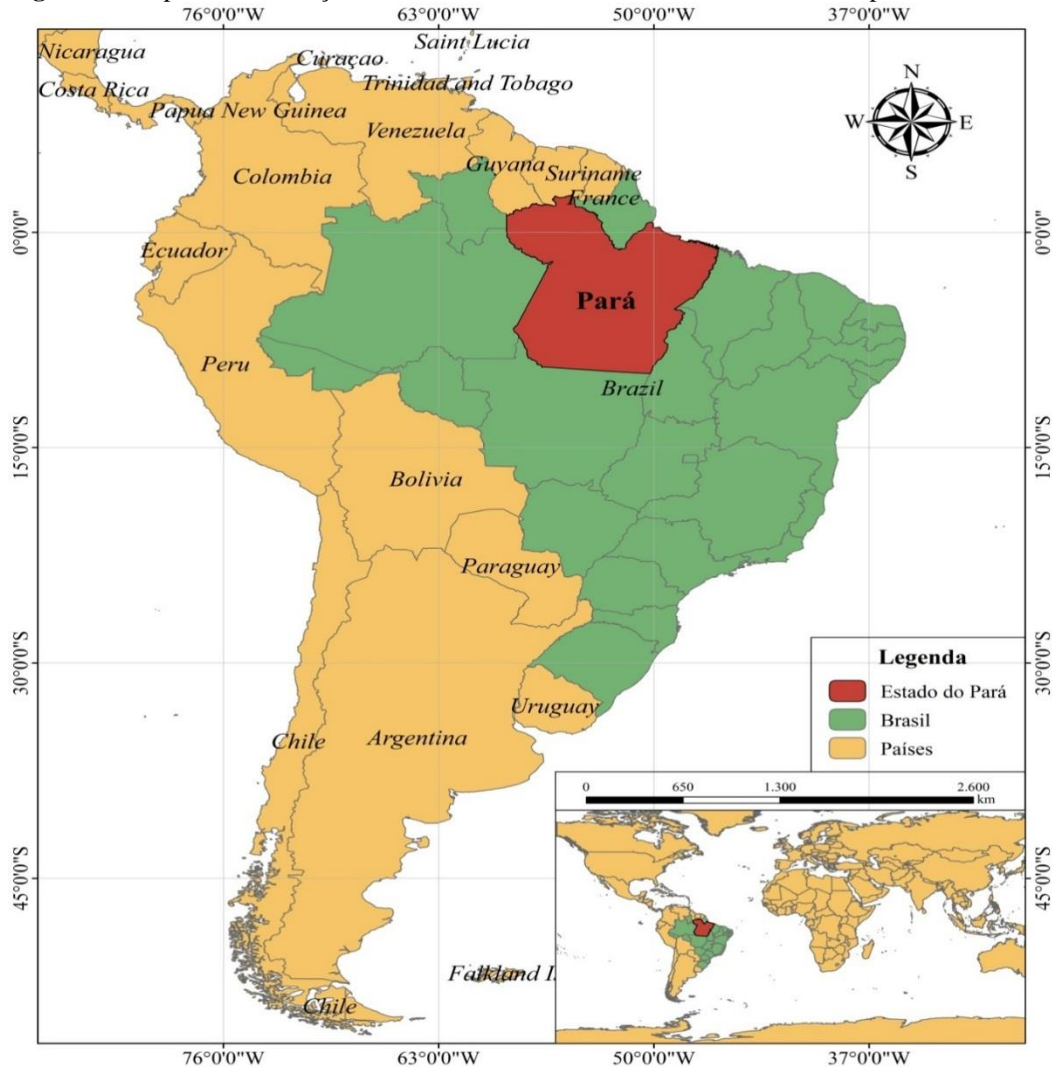 76°0'0"W 63°0'0"W 50°0'0"W 37°0'0"W
Nicaragua
Costa Rica
Curaçao
Saint Lucia
Trinidad and Tobago
Papua New Guinea
Venezuela
Guyana
Suriname
France
Colombia
N
W E
S
0°0'0" 0°0'0"
Ecuador
Pará
Peru
Brazil
15°0'0"S 15°0'0"S
Bolivia
Paraguay
30°0'0"S 30°0'0"S
Legenda
Estado do Pará
Brasil
Países
Uruguay
Chile
Argentina
0 650 1.300 2.600
km
45°0'0"S 45°0'0"S
Falkland I
Chile
76°0'0"W 63°0'0"W 50°0'0"W 37°0'0"W